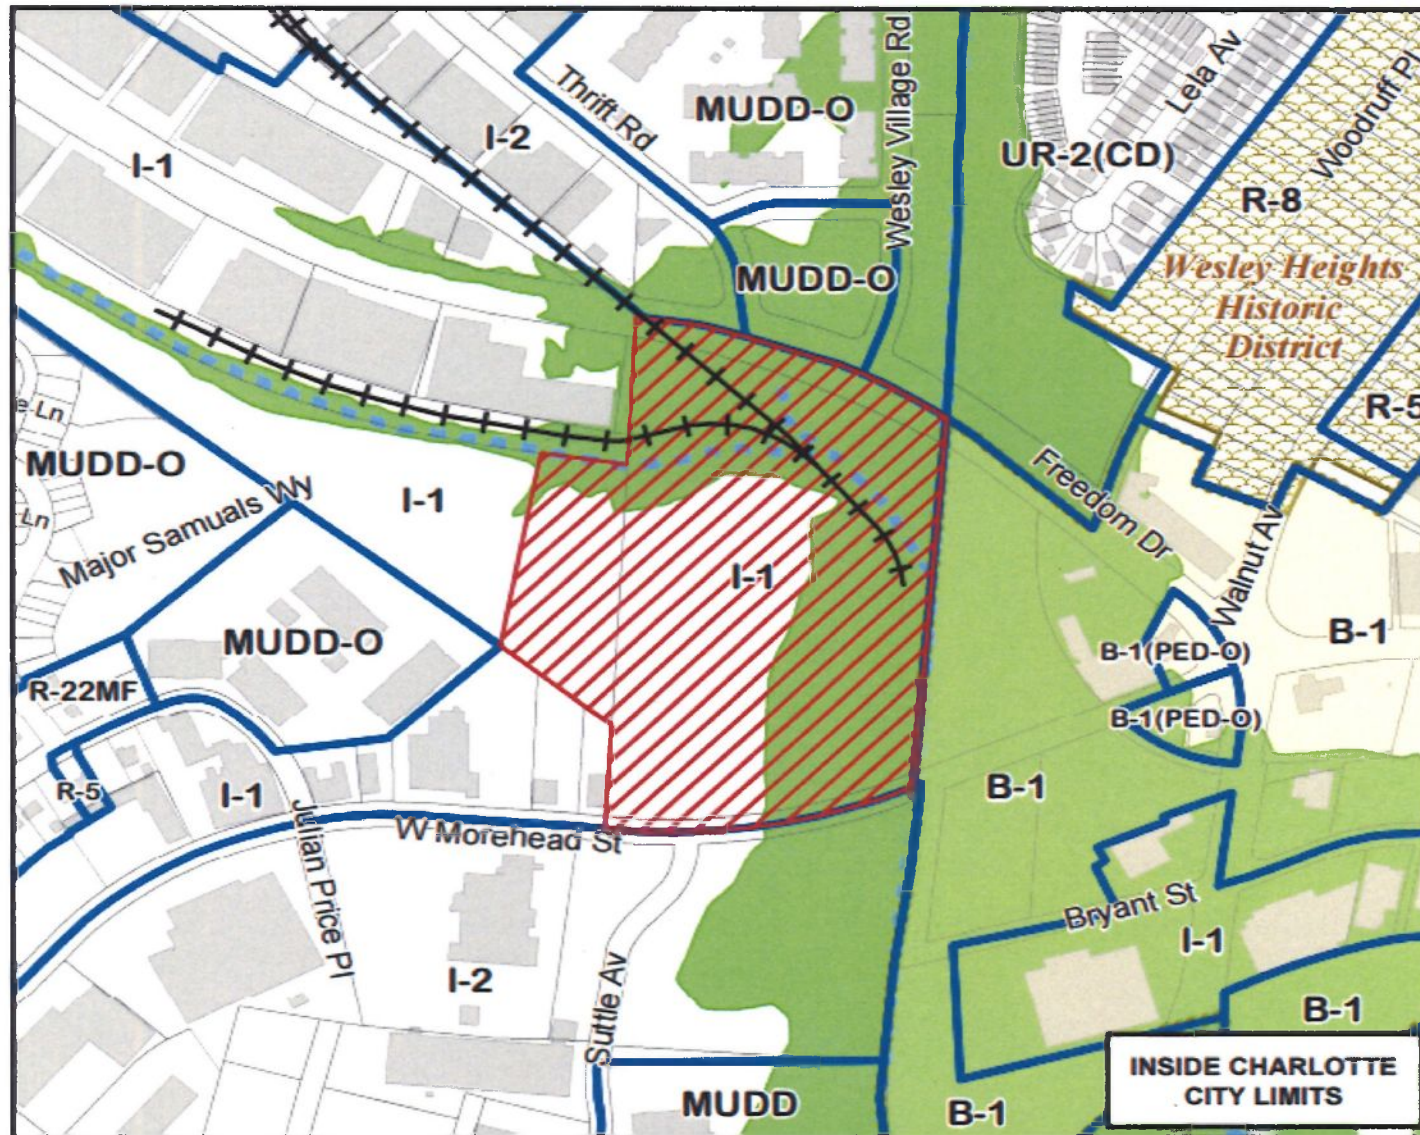 Wesley Village Rd
Lela Av
Woodruff Pl
Thrift Rd
MUDD-O
I-2
I-1
UR-2(CD)
R-8
Wesley Heights
Historic
District
MUDD-O
R-5
e Ln
MUDD-O
Ln
I-1
Major Samuals Wy
Freedom Dr
Walnut Av
I-1
MUDD-O
B-1
B-1(PED-O)
R-22MF
B-1(PED-O)
R-5
I-1
B-1
Julian Price Pl
W Morehead St
Bryant St
I-1
I-2
Suttle Av
B-1
MUDD
B-1
INSIDE CHARLOTTE
CITY LIMITS